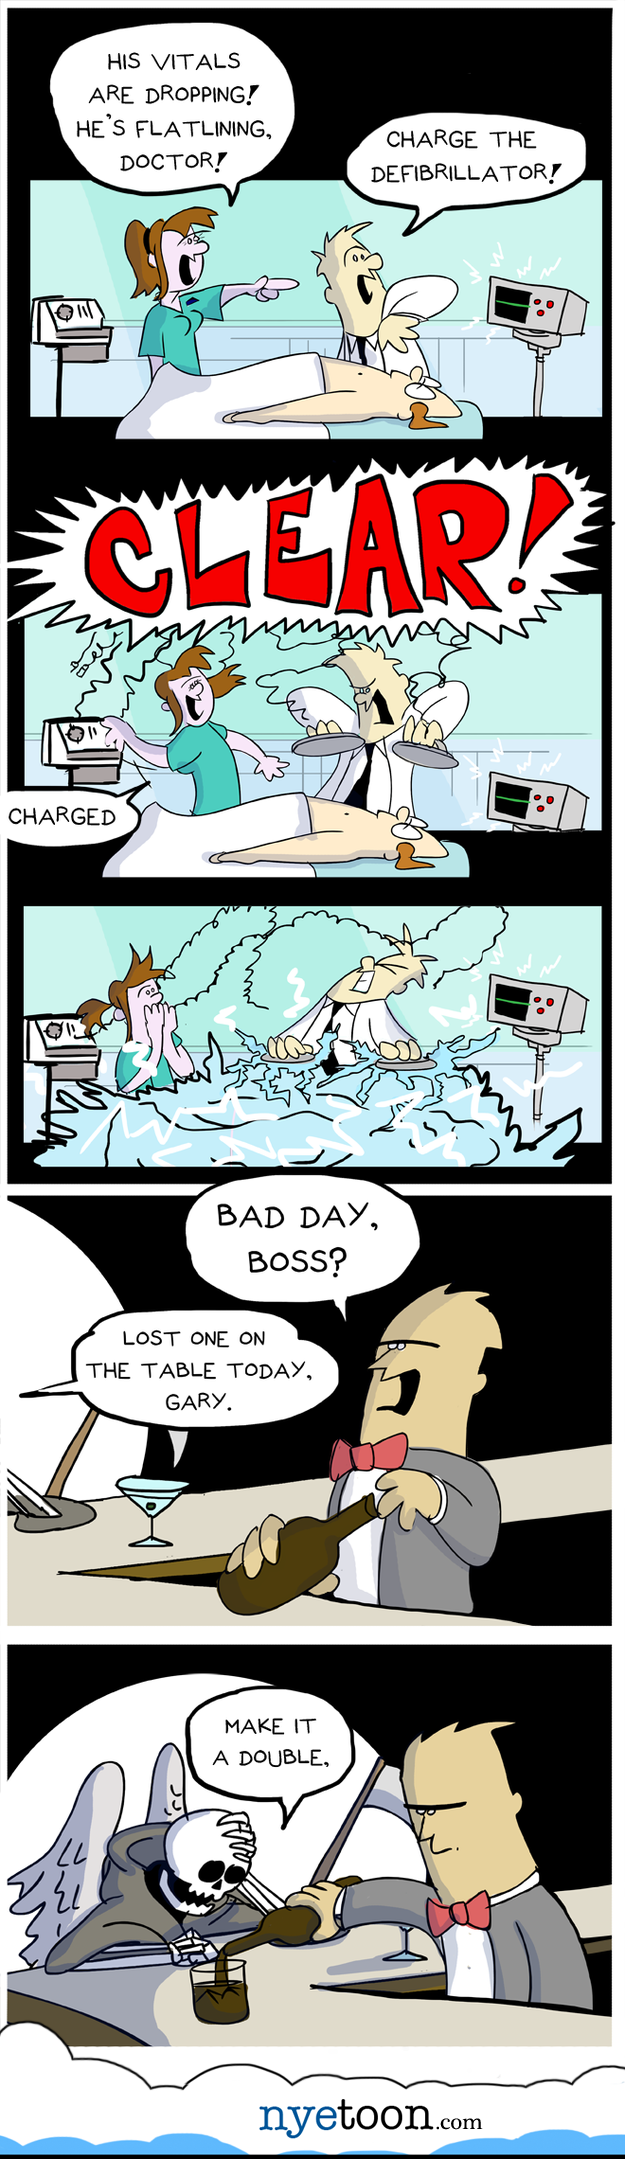 HIS VITALS
ARE DROPPING!
HE'S FLATLINING,
DOCTOR!
CHARGE THE
DEFIBRILLATOR!
CLEAR!
CHARGED
BAD DAY,
BOSS?
LOST ONE ON
THE TABLE TODAY,
GARY.
MAKE IT
A DOUBLE,
nyetoon.com